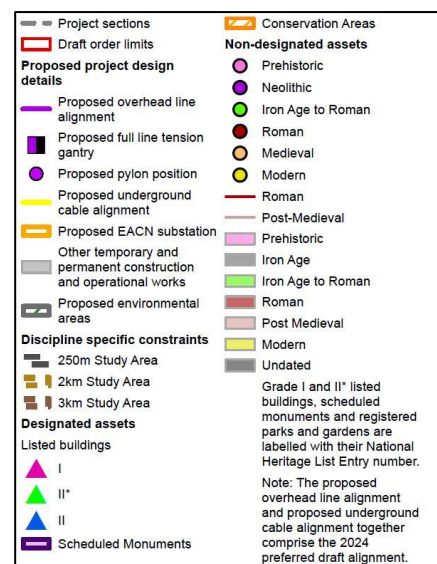 Project sections
Draft order limits
Proposed project design
details
Proposed overhead line
alignment
Proposed full line tension
gantry
Proposed pylon position
Proposed underground
cable alignment
Proposed EACN substation
Other temporary and
permanent construction
and operational works
Proposed environmental
areas
Discipline specific constraints
250m Study Area
2km Study Area
3km Study Area
Designated assets
Listed buildings
I
II*
II
Scheduled Monuments
Conservation Areas
Non-designated assets
Prehistoric
Neolithic
Iron Age to Roman
Roman
Medieval
Modern
Roman
Post-Medieval
Prehistoric
Iron Age
Iron Age to Roman
Roman
Post Medieval
Modern
Undated
Grade I and II* listed
buildings, scheduled
monuments and registered
parks and gardens are
labelled with their National
Heritage List Entry number.
Note: The proposed
overhead line alignment
and proposed underground
cable alignment together
comprise the 2024
preferred draft alignment.